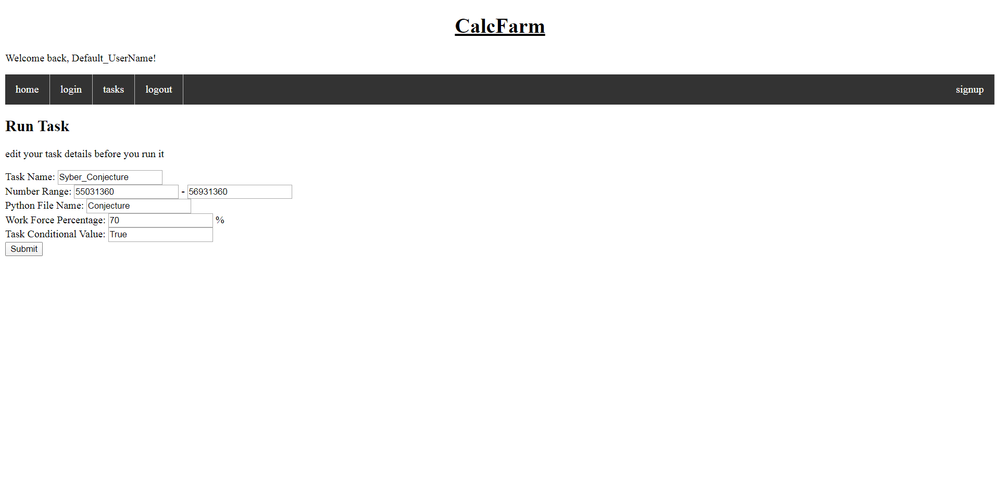 CalcFarm
Welcome back, Default_UserName!
home login tasks logout signup
Run Task
edit your task details before you run it
Task Name: Syber_Conjecture
Number Range: 55031360 - 56931360
Python File Name: Conjecture
Work Force Percentage: 70 %
Task Conditional Value: True
Submit